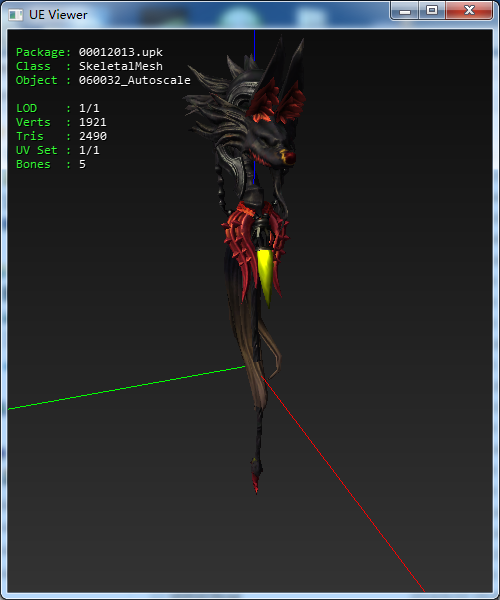 UE Viewer
Package: 00012013.upk
Class : SkeletalMesh
Object : 060032_Autoscale
LOD : 1/1
Verts : 1921
Tris : 2490
UV Set : 1/1
Bones : 5